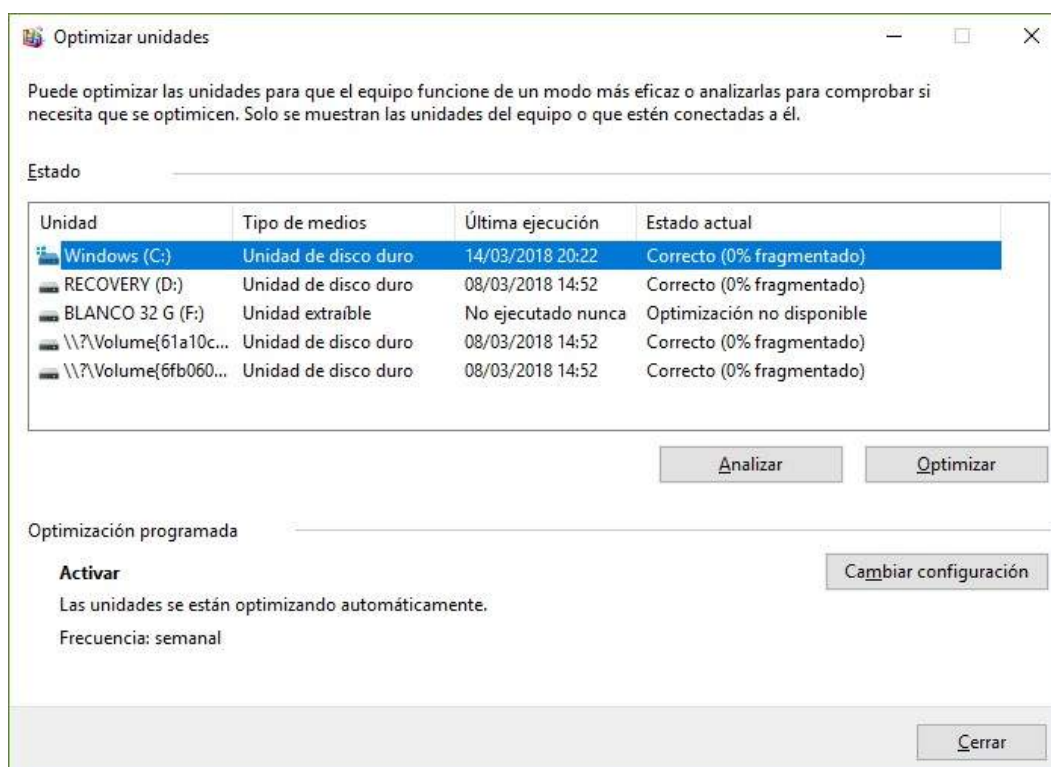 Optimizar unidades
Puede optimizar las unidades para que el equipo funcione de un modo más eficaz o analizarlas para comprobar si
necesita que se optimicen. Solo se muestran las unidades del equipo o que estén conectadas a él.
Estado
Unidad Tipo de medios Última ejecución Estado actual
Windows (C:) Unidad de disco duro 14/03/2018 20:22 Correcto (0% fragmentado)
RECOVERY (D:) Unidad de disco duro 08/03/2018 14:52 Correcto (0% fragmentado)
BLANCO 32 G (F:) Unidad extraíble No ejecutado nunca Optimización no disponible
\\?\Volume{61a10c... Unidad de disco duro 08/03/2018 14:52 Correcto (0% fragmentado)
\\?\Volume{6fb060... Unidad de disco duro 08/03/2018 14:52 Correcto (0% fragmentado)
Analizar Optimizar
Optimización programada
Activar Cambiar configuración
Las unidades se están optimizando automáticamente.
Frecuencia: semanal
Cerrar